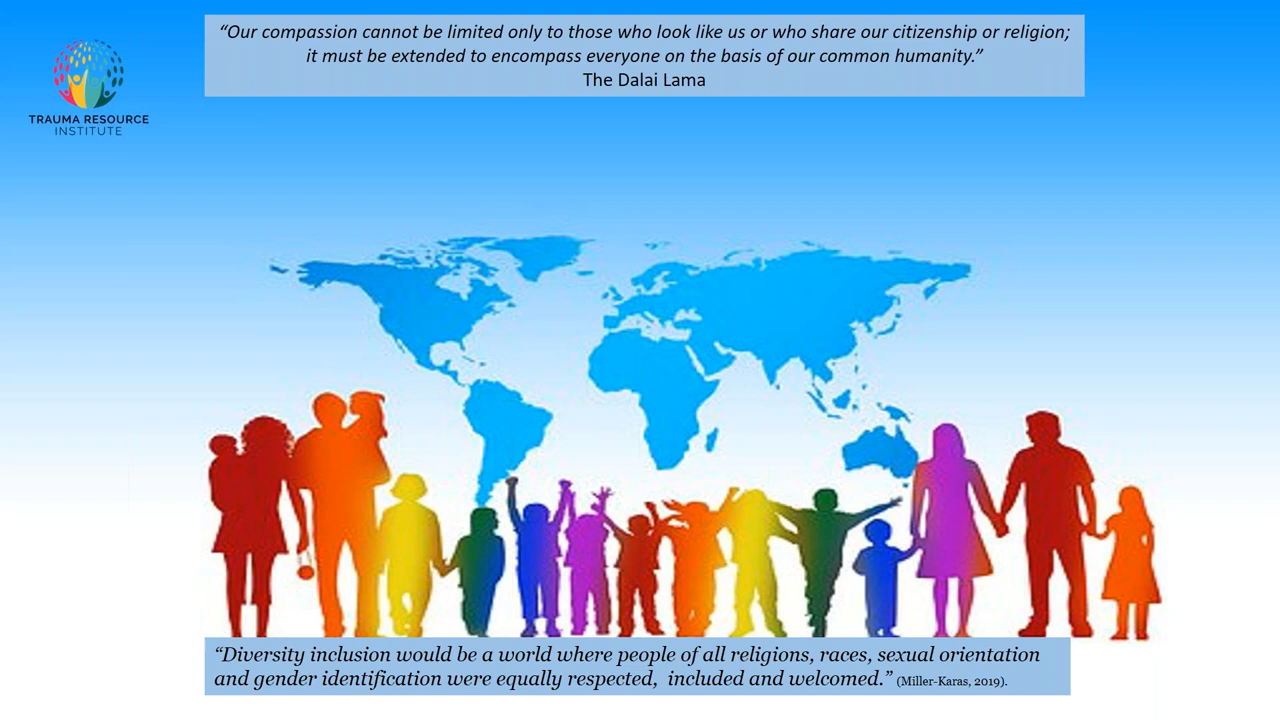 “Our compassion cannot be limited only to those who look like us or who share our citizenship or religion;
it must be extended to encompass everyone on the basis of our common humanity.”
The Dalai Lama
TRAUMA RESOURCE
INSTITUTE
“Diversity inclusion would be a world where people of all religions, races, sexual orientation
and gender identification were equally respected,  included and welcomed.” (Miller-Karas, 2019).